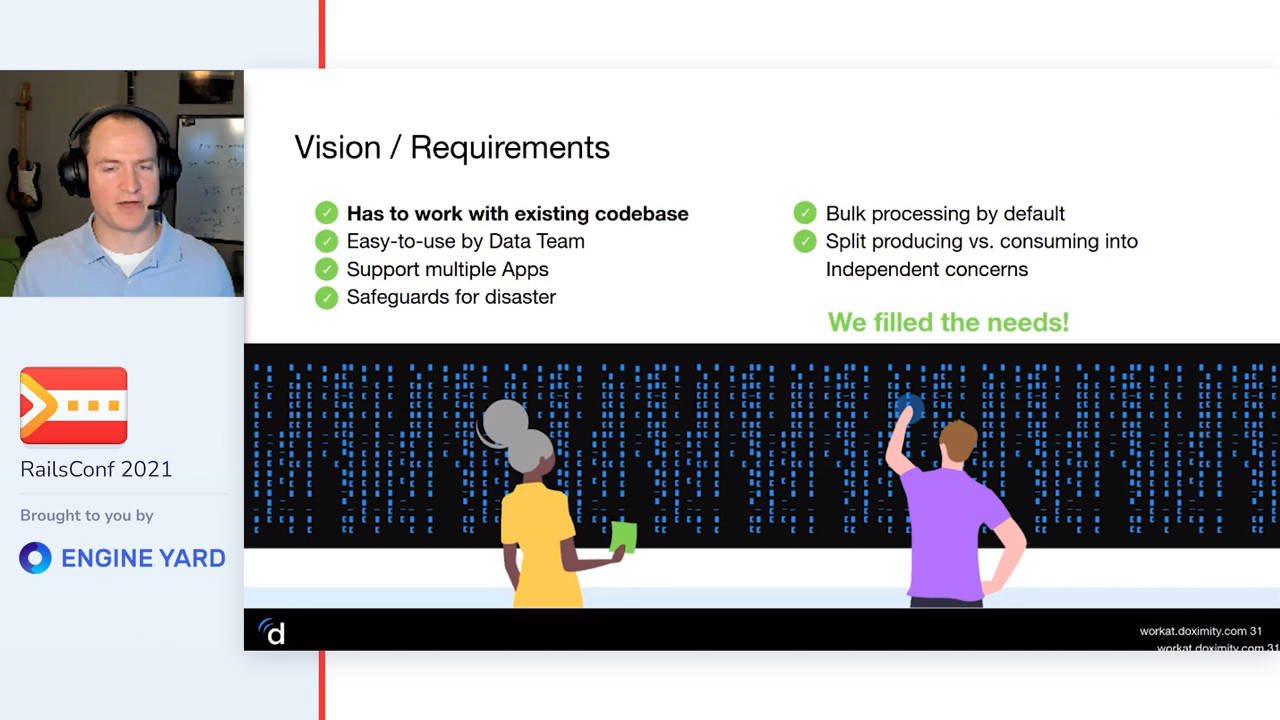 Vision / Requirements
Has to work with existing codebase
Easy-to-use by Data Team
Support multiple Apps
Safeguards for disaster
Bulk processing by default
Split producing vs. consuming into
Independent concerns
We filled the needs!
RailsConf 2021
Brought to you by
ENGINE YARD
d
workat.doximity.com 31
workat.doximity.com 31